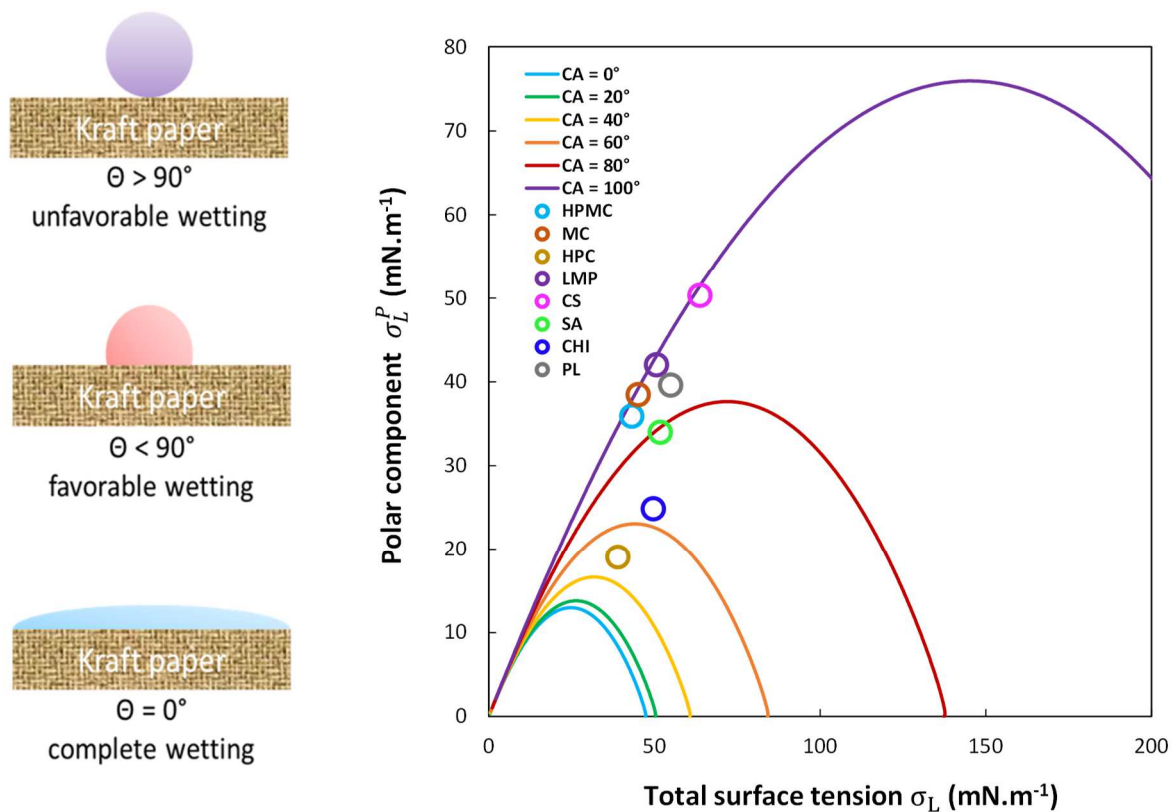 Kraft paper
Θ > 90°
unfavorable wetting
Kraft paper
Θ < 90°
favorable wetting
Kraft paper
Θ = 0°
complete wetting
Polar component σ_L^P (mN.m⁻¹)
80
70
60
50
40
30
20
10
0
CA = 0°
CA = 20°
CA = 40°
CA = 60°
CA = 80°
CA = 100°
HPMC
MC
HPC
LMP
CS
SA
CHI
PL
0 50 100 150 200
Total surface tension σ_L (mN.m⁻¹)